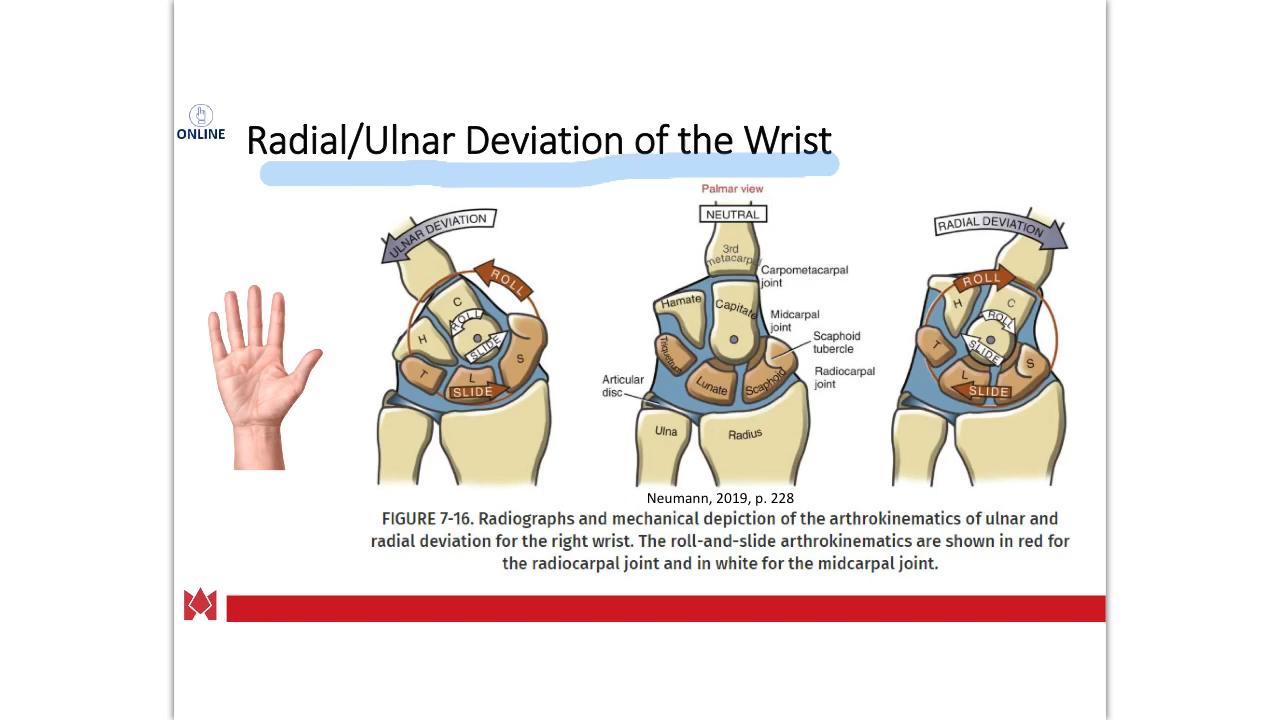 ONLINE
Radial/Ulnar Deviation of the Wrist
ULNAR DEVIATION
ROLL
C
ROLL
SLIDE
H
S
T
L
SLIDE
Palmar view
NEUTRAL
3rd
metacarpal
Carpometacarpal
joint
Hamate
Capitate
Midcarpal
joint
Scaphoid
tubercle
Triquetrum
Lunate
Scaphoid
Radiocarpal
joint
Articular
disc
Ulna
Radius
RADIAL DEVIATION
ROLL
H
C
ROLL
SLIDE
T
S
L
SLIDE
Neumann, 2019, p. 228
FIGURE 7-16. Radiographs and mechanical depiction of the arthrokinematics of ulnar and
radial deviation for the right wrist. The roll-and-slide arthrokinematics are shown in red for
the radiocarpal joint and in white for the midcarpal joint.